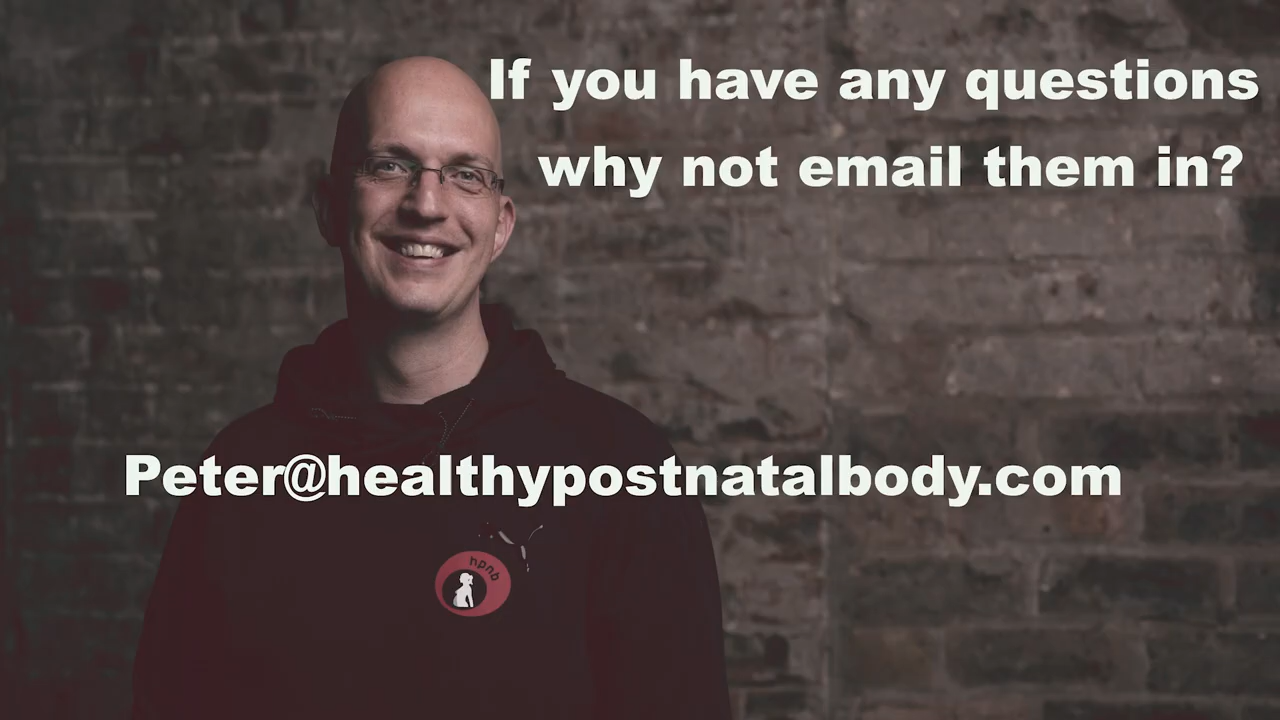 If you have any questions
why not email them in?
Peter@healthypostnatalbody.com
hpnb